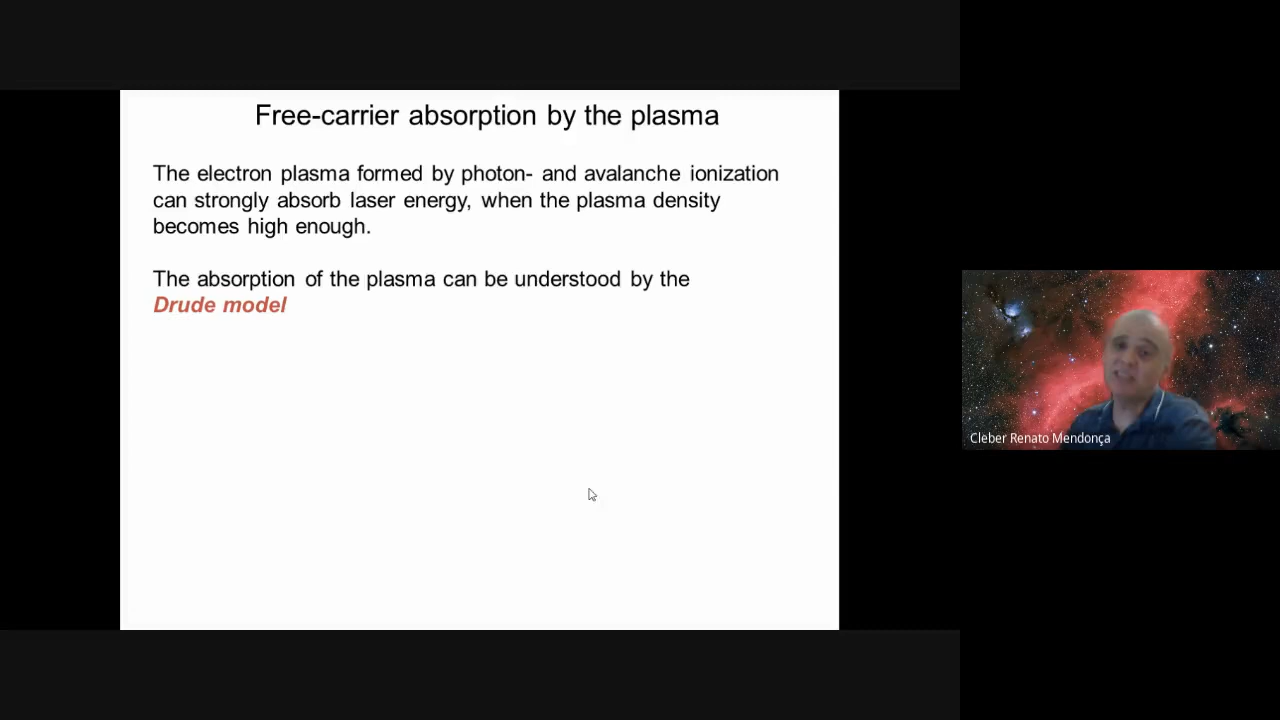 Free-carrier absorption by the plasma
The electron plasma formed by photon- and avalanche ionization
can strongly absorb laser energy, when the plasma density
becomes high enough.
The absorption of the plasma can be understood by the
Drude model
Cleber Renato Mendonça